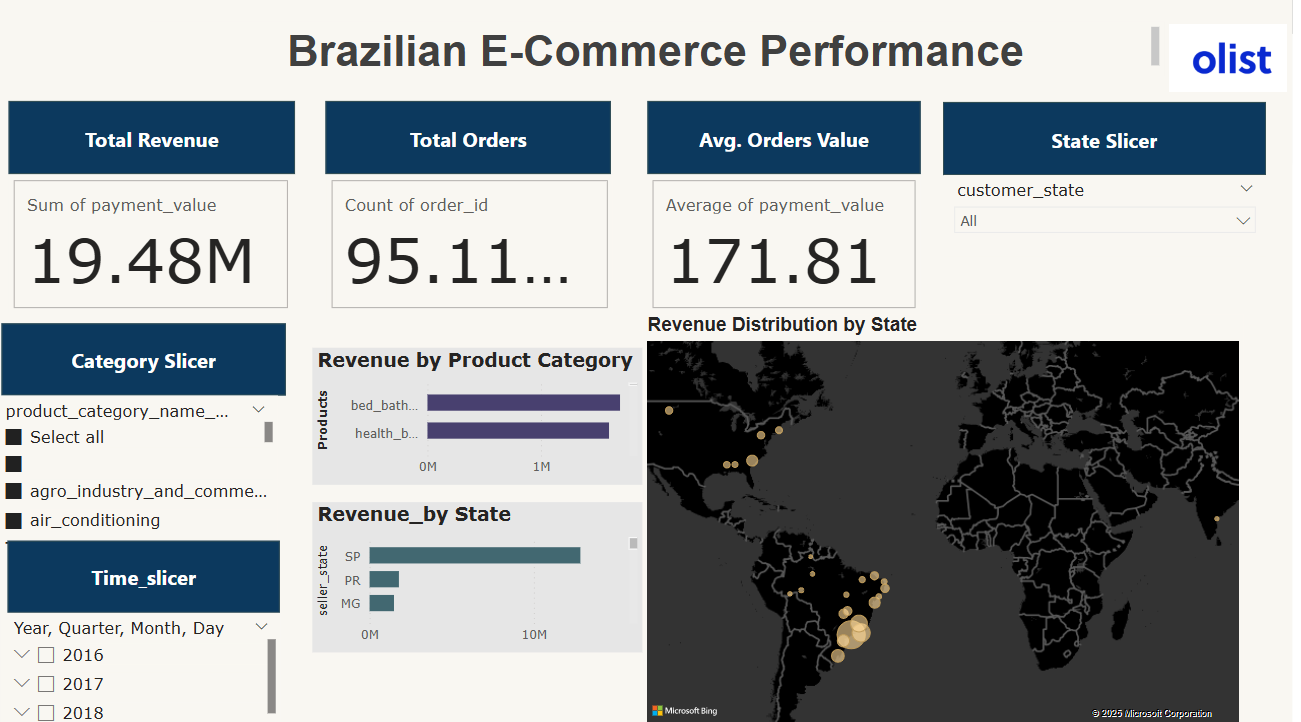 Brazilian E-Commerce Performance
olist
Total Revenue
Total Orders
Avg. Orders Value
State Slicer
Sum of payment_value
19.48M
Count of order_id
95.11...
Average of payment_value
171.81
customer_state
All
Category Slicer
product_category_name_...
Select all
agro_industry_and_comme...
air_conditioning
Time_slicer
Year, Quarter, Month, Day
2016
2017
2018
Revenue by Product Category
Products
bed_bath...
health_b...
0M
1M
Revenue_by State
seller_state
SP
PR
MG
0M
10M
Revenue Distribution by State
Microsoft Bing
© 2025 Microsoft Corporation